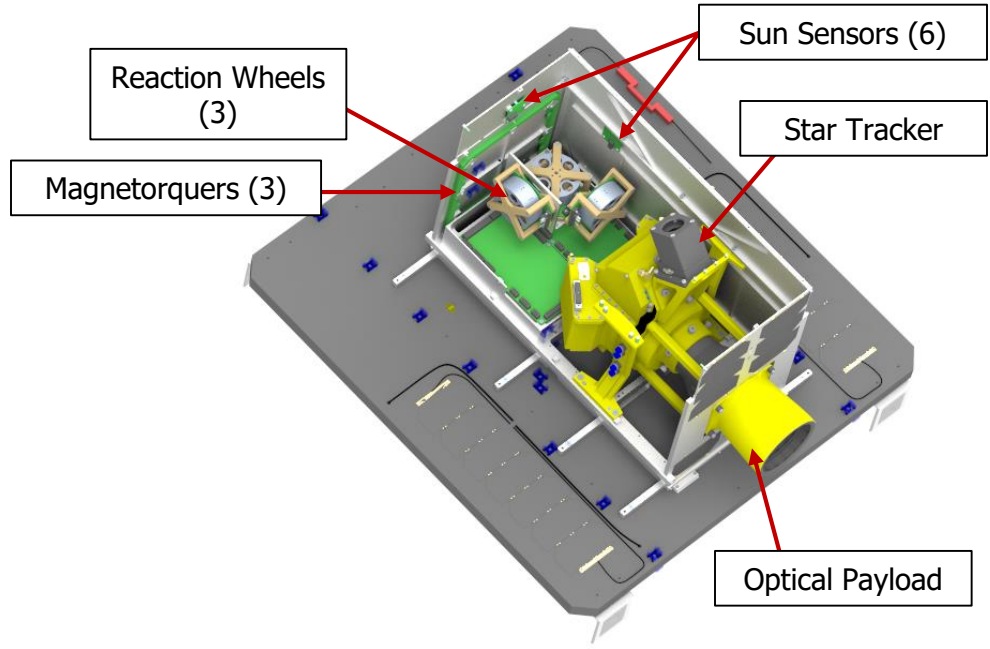 Sun Sensors (6)
Reaction Wheels
(3)
Star Tracker
Magnetorquers (3)
Optical Payload